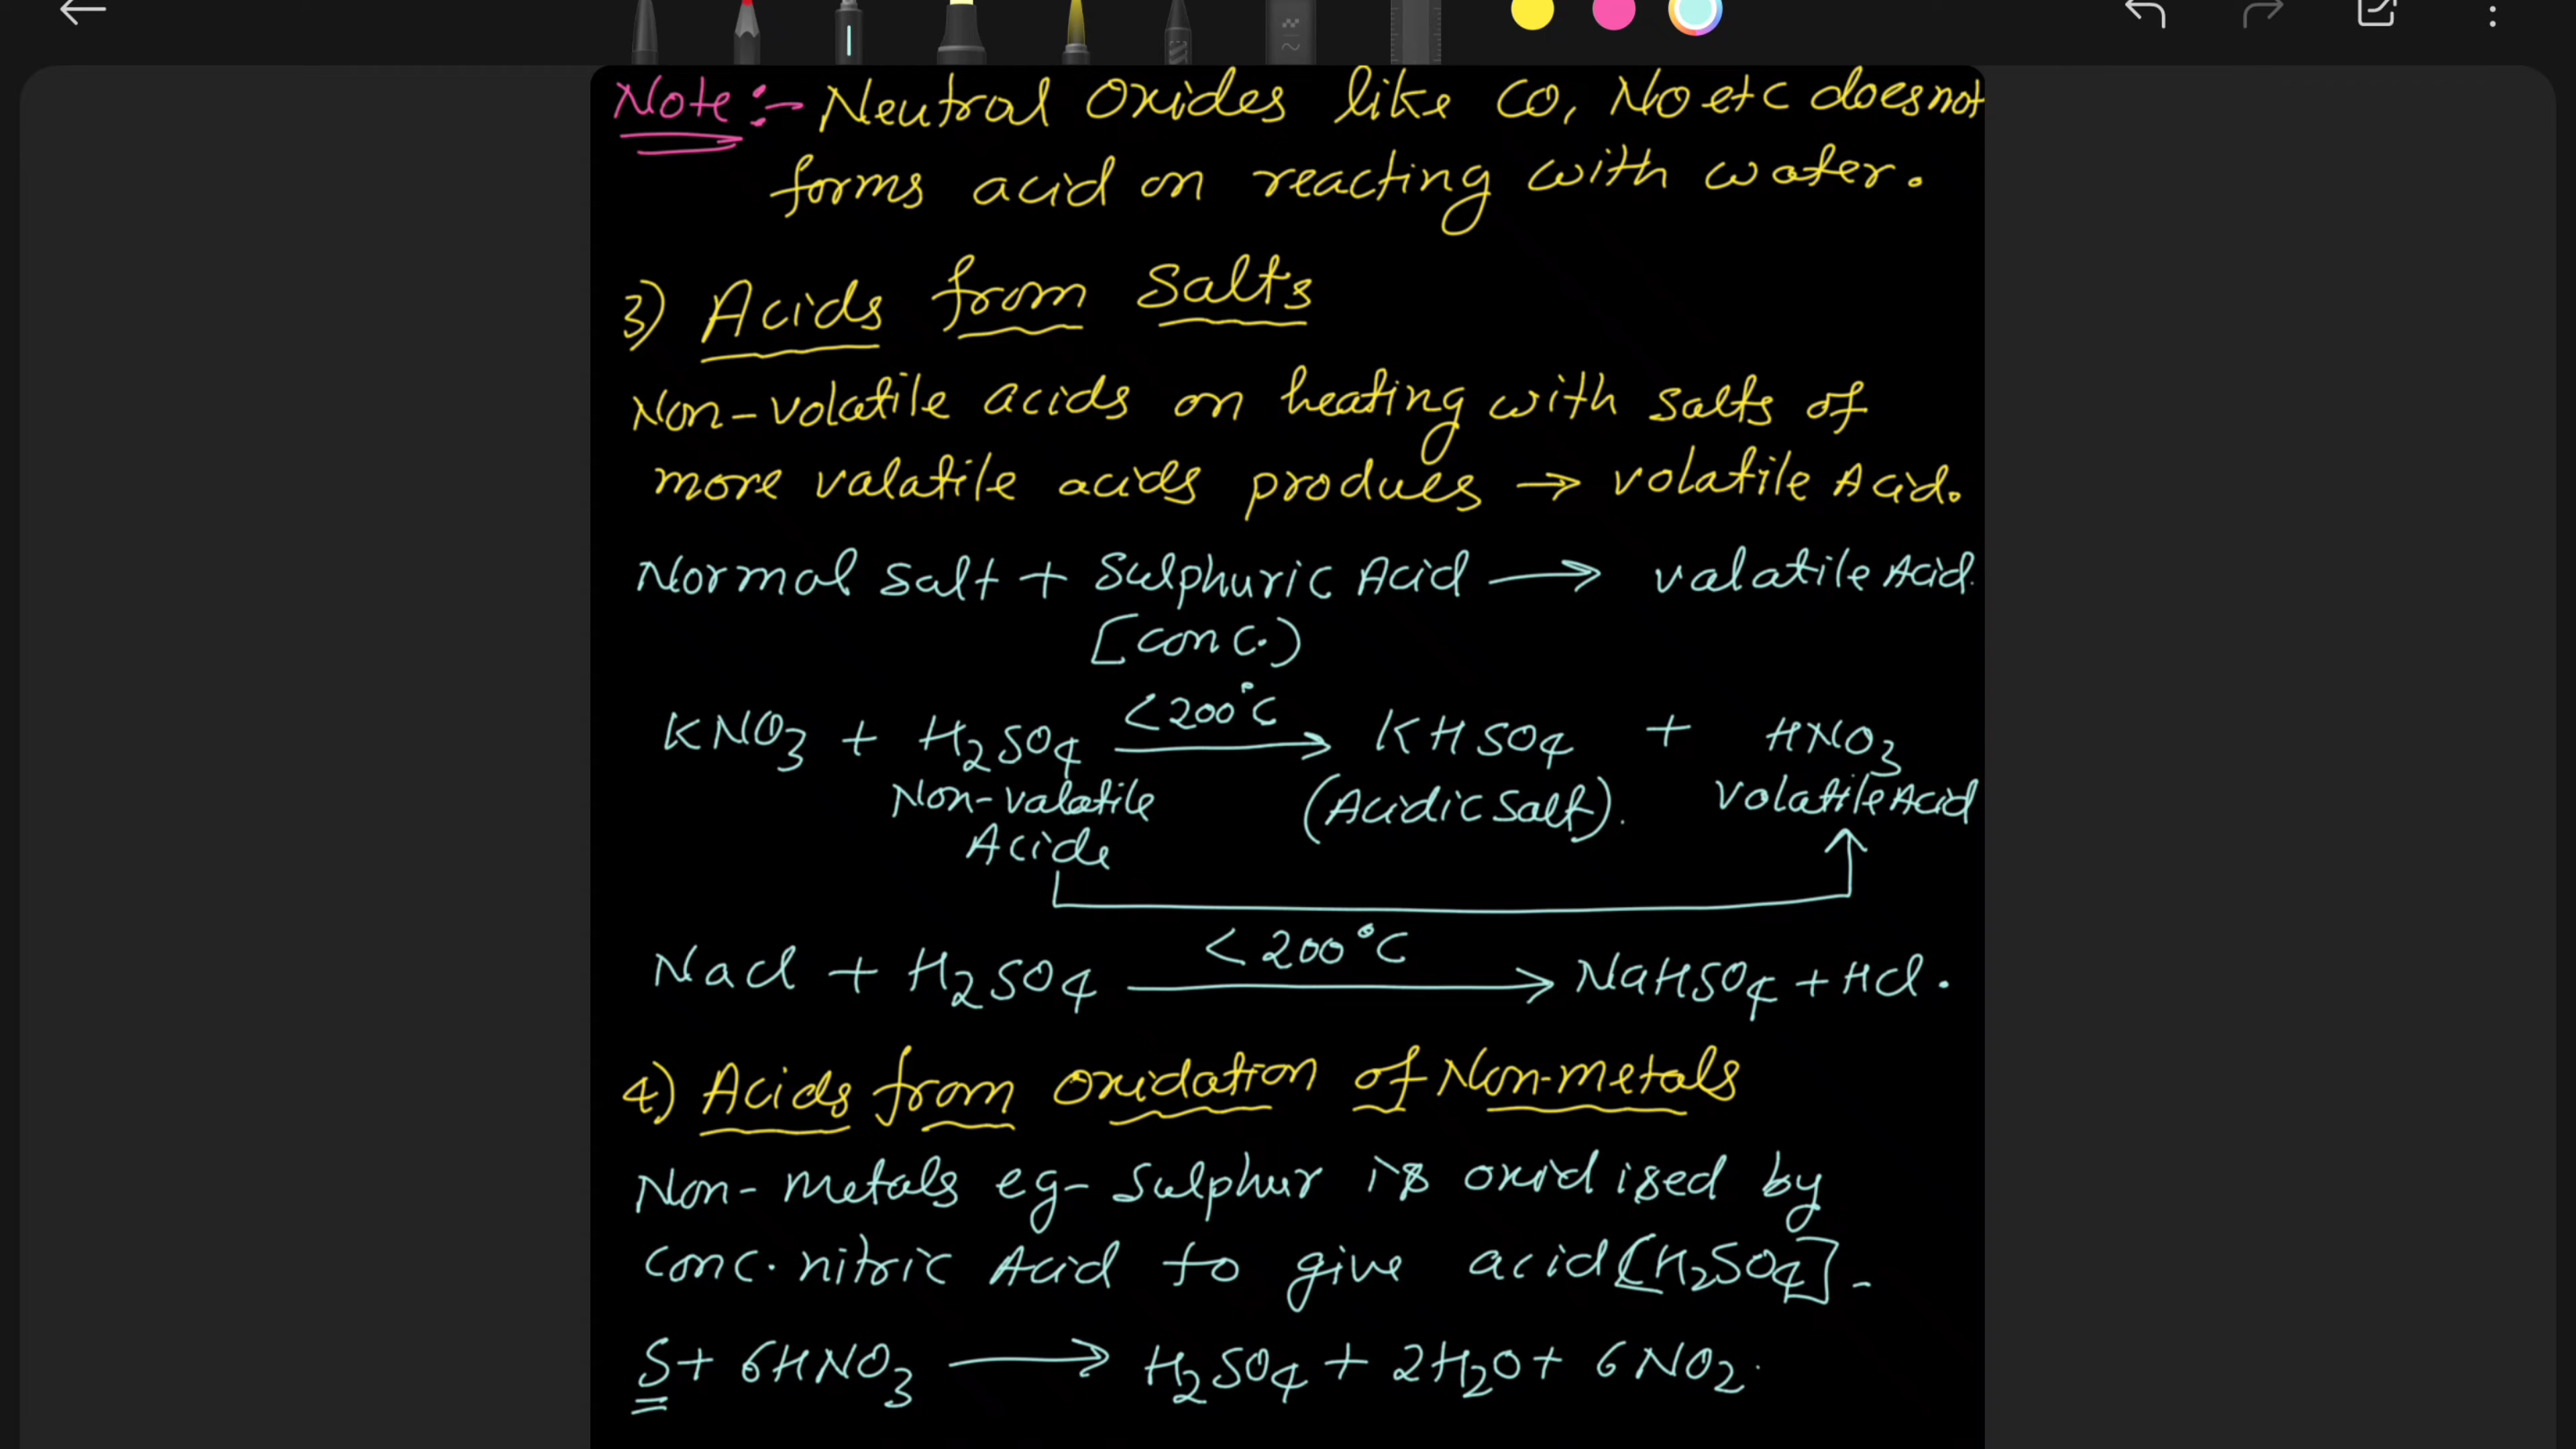 Note:- Neutral Oxides like CO, NO etc does not
forms acid on reacting with water.
3) Acids from Salts
Non-volatile acids on heating with salts of
more valatile acids produes → volatile Acid.
Normal salt + Sulphuric Acid → valatile Acid.
[conc.)
<200°C
KNO3 + H2SO4 → KHSO4 + HNO3
Non-valatile (Acidic Salt). volatile Acid
Acids
<200°C
NaCl + H2SO4 → NaHSO4 + HCl.
4) Acids from Oxidation of Non-metals
Non-metals eg- Sulphur is oxidised by
conc. nitric Acid to give acid [H2SO4] -
S + 6HNO3 → H2SO4 + 2H2O + 6NO2.